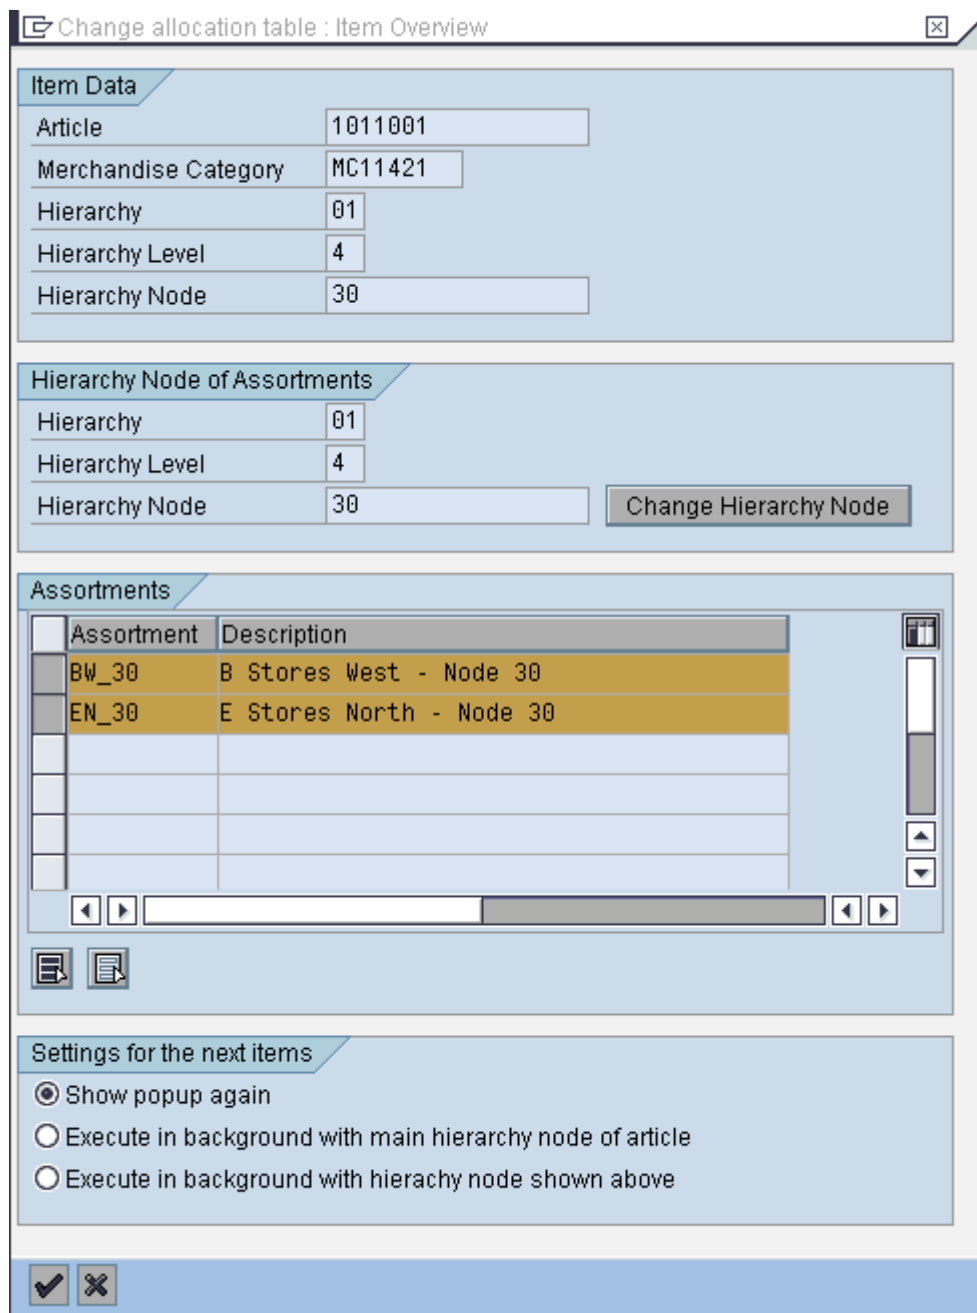 Change allocation table : Item Overview
Item Data
Article 1011001
Merchandise Category MC11421
Hierarchy 01
Hierarchy Level 4
Hierarchy Node 30
Hierarchy Node of Assortments
Hierarchy 01
Hierarchy Level 4
Hierarchy Node 30 Change Hierarchy Node
Assortments
Assortment Description
BW_30 B Stores West - Node 30
EN_30 E Stores North - Node 30
Settings for the next items
Show popup again
Execute in background with main hierarchy node of article
Execute in background with hierachy node shown above